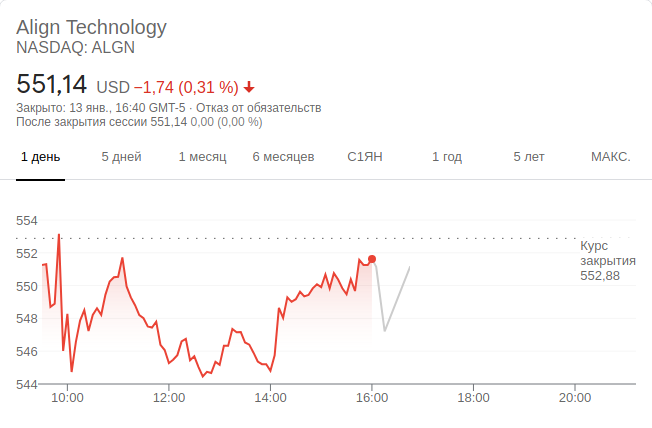 Align Technology
NASDAQ: ALGN
551,14 USD −1,74 (0,31 %)
Закрыто: 13 янв., 16:40 GMT-5 · Отказ от обязательств
После закрытия сессии 551,14 0,00 (0,00 %)
1 день 5 дней 1 месяц 6 месяцев С1ЯН 1 год 5 лет МАКС.
554
552
550
548
546
544
Курс
закрытия
552,88
10:00 12:00 14:00 16:00 18:00 20:00